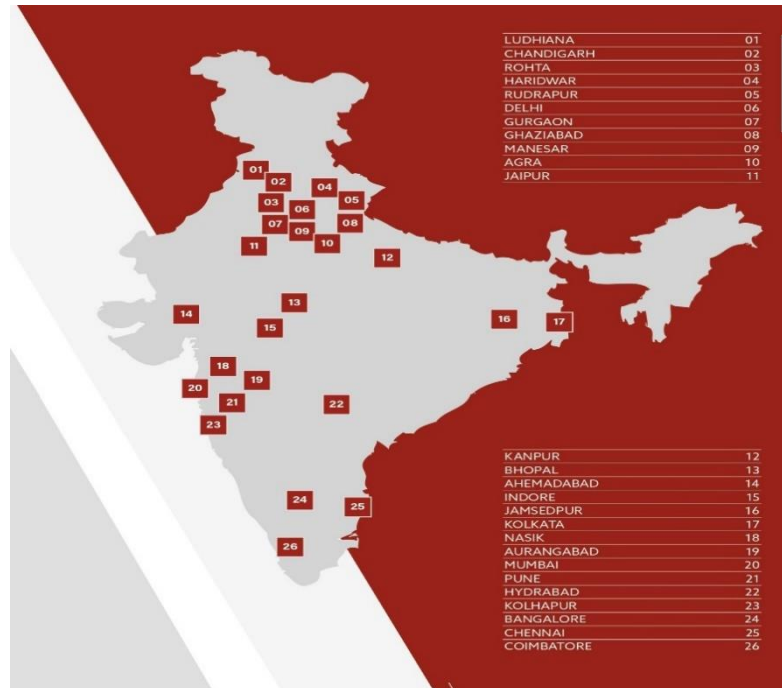 LUDHIANA 01
CHANDIGARH 02
ROHTA 03
HARIDWAR 04
RUDRAPUR 05
DELHI 06
GURGAON 07
GHAZIABAD 08
MANESAR 09
AGRA 10
JAIPUR 11
01
02
04
03
05
06
07
08
09
11
10
12
13
14
15
16
17
18
19
20
21
22
23
24
25
26
KANPUR 12
BHOPAL 13
AHEMADABAD 14
INDORE 15
JAMSEDPUR 16
KOLKATA 17
NASIK 18
AURANGABAD 19
MUMBAI 20
PUNE 21
HYDRABAD 22
KOLHAPUR 23
BANGALORE 24
CHENNAI 25
COIMBATORE 26